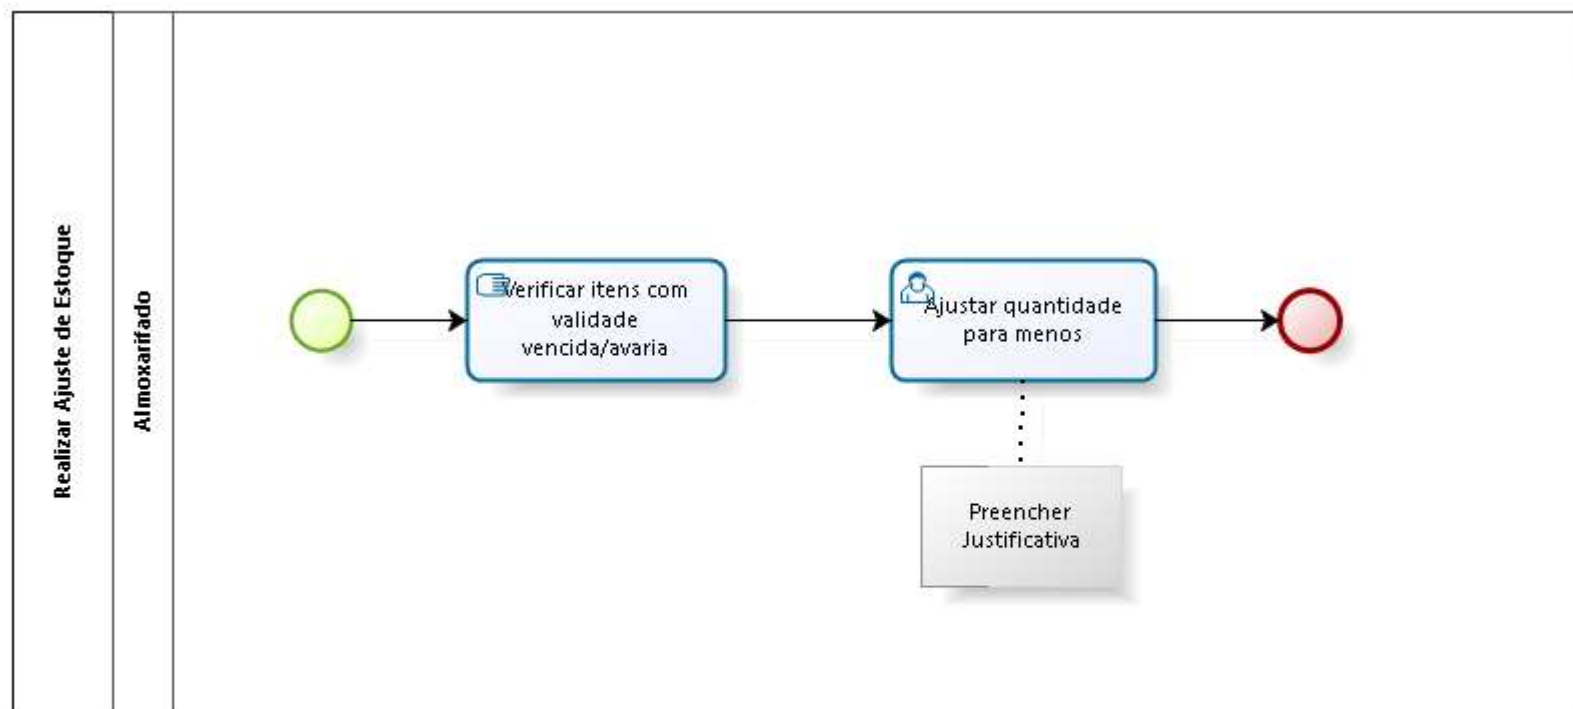 Realizar Ajuste de Estoque
Almoxarifado
Verificar itens com
validade
vencida/avaria
Ajustar quantidade
para menos
Preencher
Justificativa